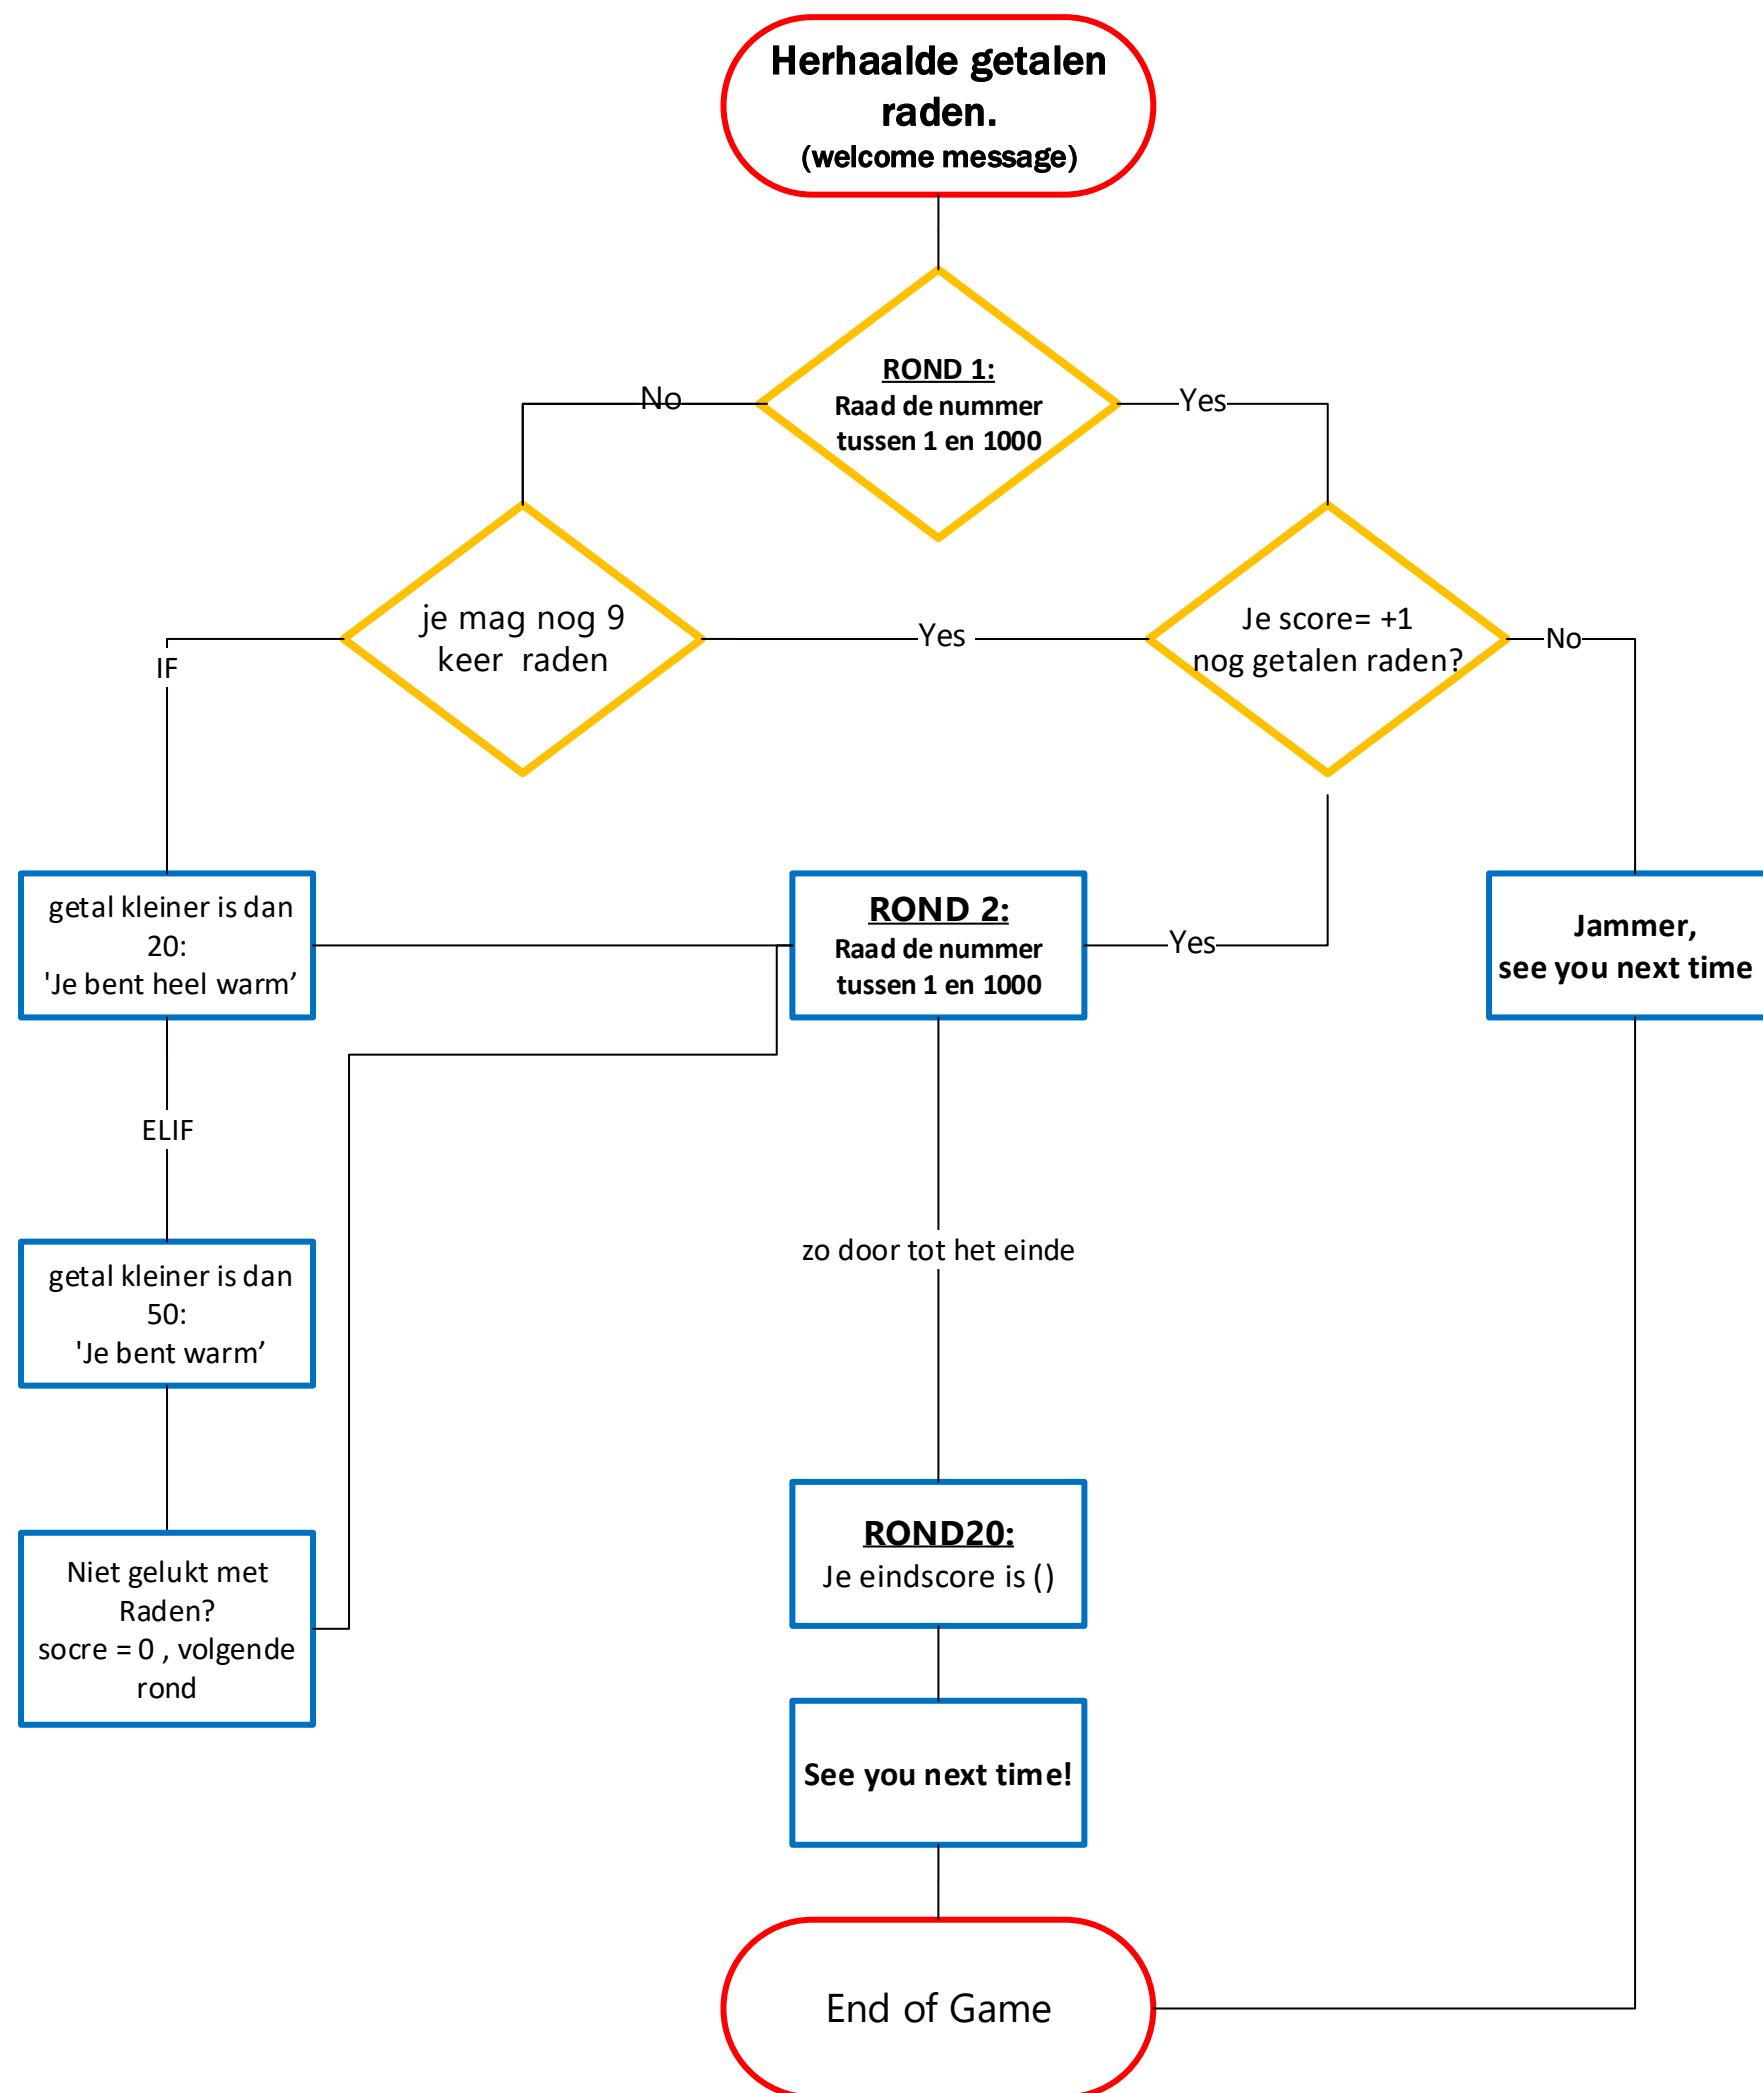 Herhaalde getalen
raden.
(welcome message)
ROND 1:
Raad de nummer
tussen 1 en 1000
No
Yes
je mag nog 9
keer raden
Yes
Je score= +1
nog getalen raden?
No
IF
getal kleiner is dan
20:
'Je bent heel warm’
ROND 2:
Raad de nummer
tussen 1 en 1000
Yes
Jammer,
see you next time
ELIF
zo door tot het einde
getal kleiner is dan
50:
'Je bent warm’
ROND20:
Je eindscore is ()
Niet gelukt met
Raden?
socre = 0 , volgende
rond
See you next time!
End of Game